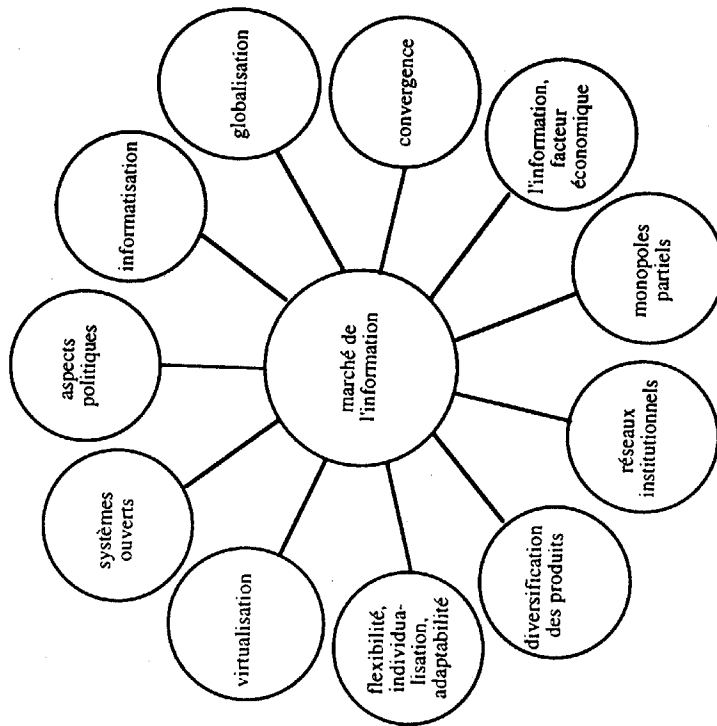 aspects
politiques
informatisation
globalisation
convergence
l'information,
facteur
économique
monopoles
partiels
réseaux
institutionnels
diversification
des produits
flexibilité,
individua-
lisation,
adaptabilité
virtualisation
systèmes
ouverts
marché de
l'information